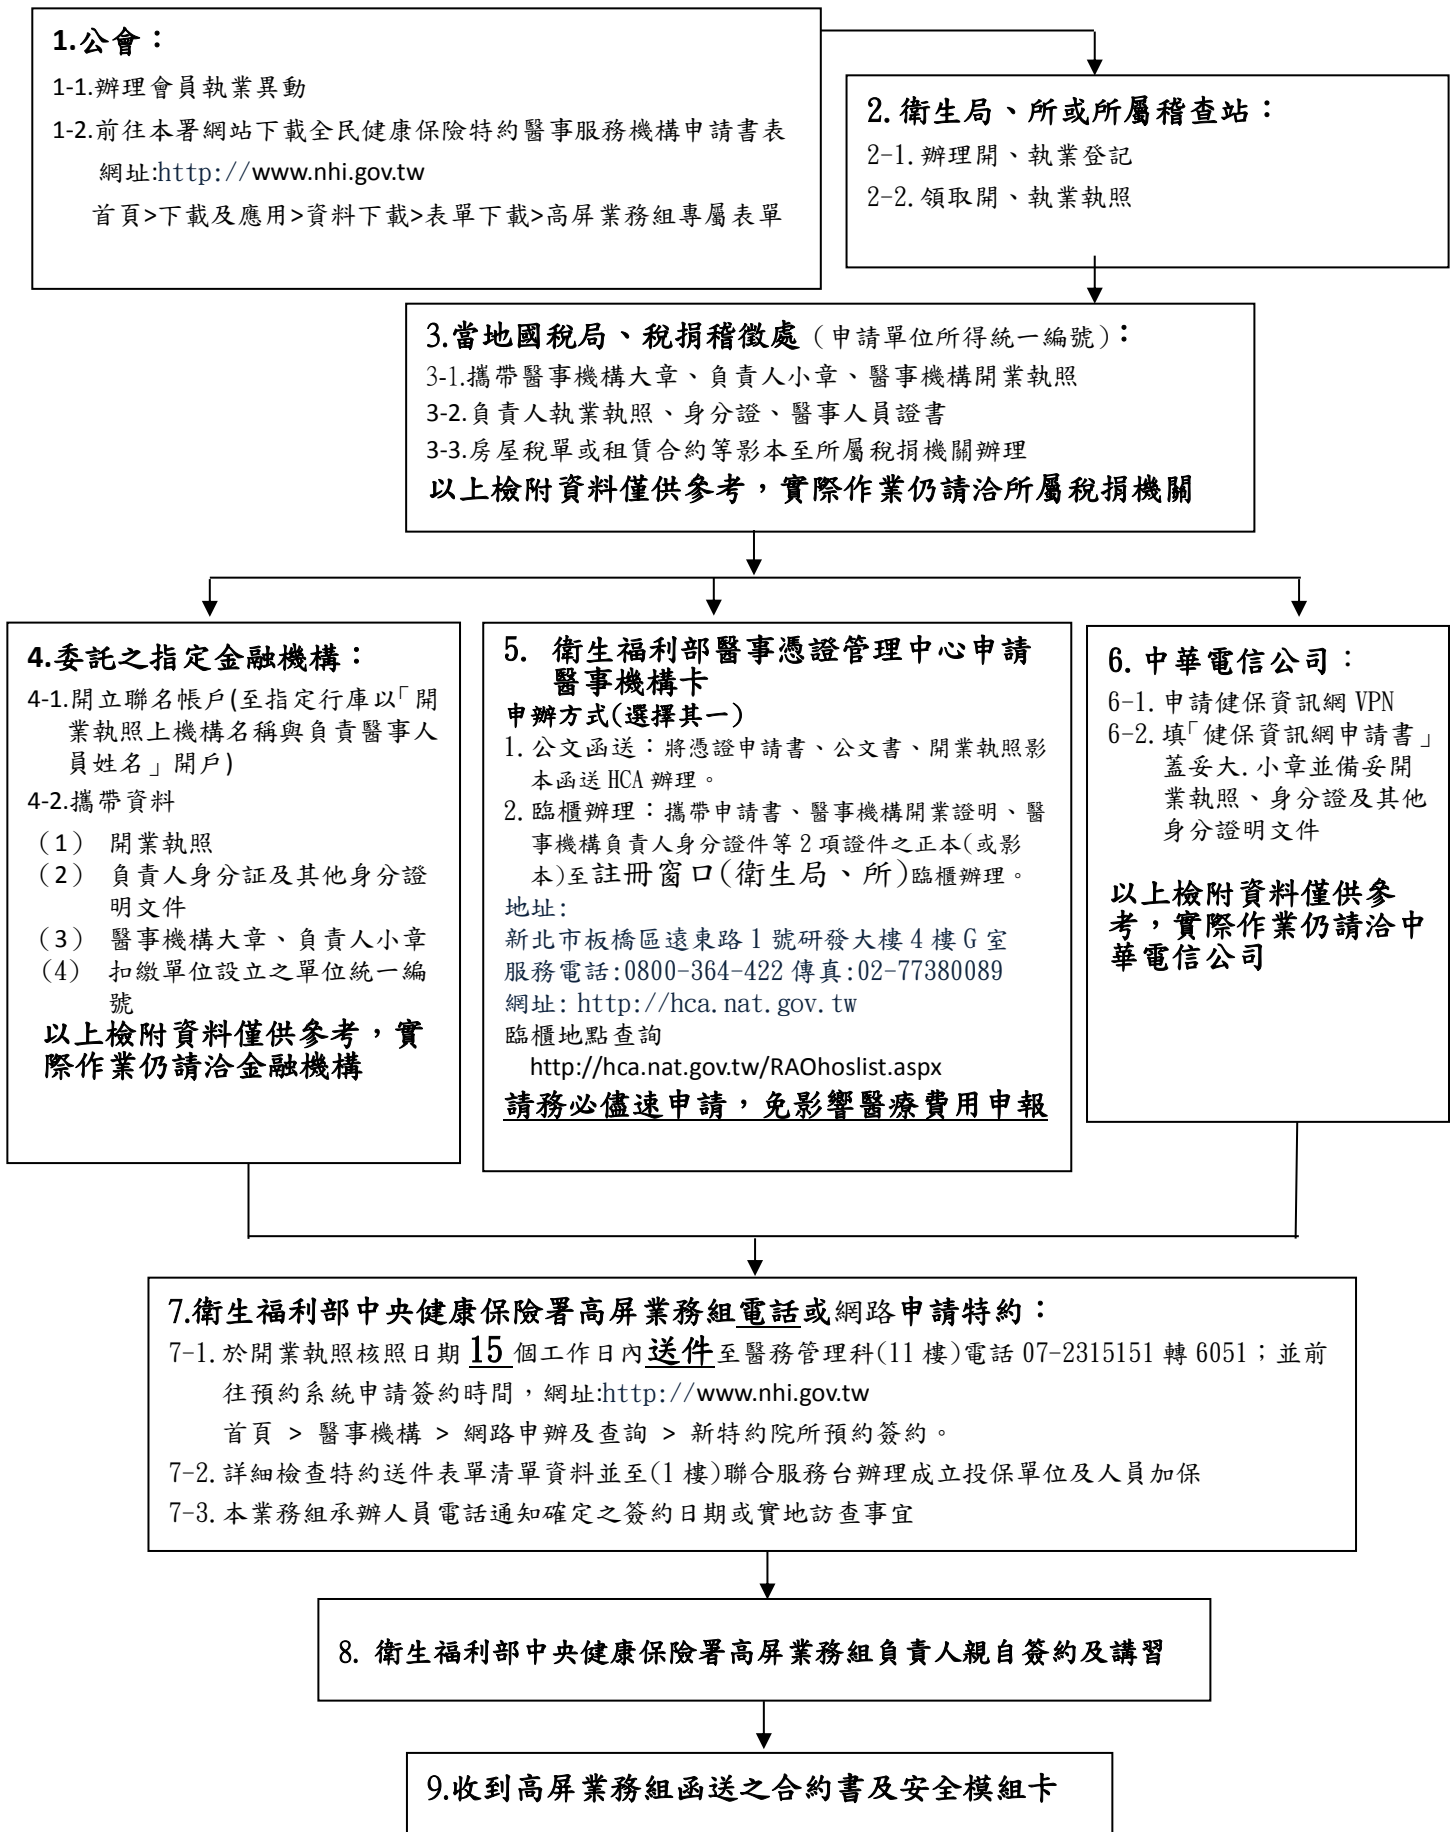 1.公會：
1-1.辦理會員執業異動
1-2.前往本署網站下載全民健康保險特約醫事服務機構申請書表
網址:http://www.nhi.gov.tw
首頁>下載及應用>資料下載>表單下載>高屏業務組專屬表單
2.衛生局、所或所屬稽查站：
2-1.辦理開、執業登記
2-2.領取開、執業執照
3.當地國稅局、稅捐稽徵處（申請單位所得統一編號）：
3-1.攜帶醫事機構大章、負責人小章、醫事機構開業執照
3-2.負責人執業執照、身分證、醫事人員證書
3-3.房屋稅單或租賃合約等影本至所屬稅捐機關辦理
以上檢附資料僅供參考，實際作業仍請洽所屬稅捐機關
4.委託之指定金融機構：
4-1.開立聯名帳戶(至指定行庫以「開
業執照上機構名稱與負責醫事人
員姓名」開戶)
4-2.攜帶資料
（1） 開業執照
（2） 負責人身分証及其他身分證
明文件
（3） 醫事機構大章、負責人小章
(4) 扣繳單位設立之單位統一編
號
以上檢附資料僅供參考，實
際作業仍請洽金融機構
5. 衛生福利部醫事憑證管理中心申請
醫事機構卡
申辦方式(選擇其一)
1.公文函送：將憑證申請書、公文書、開業執照影
本函送 HCA 辦理。
2.臨櫃辦理：攜帶申請書、醫事機構開業證明、醫
事機構負責人身分證件等 2 項證件之正本(或影
本)至註冊窗口(衛生局、所)臨櫃辦理。
地址:
新北市板橋區遠東路 1 號研發大樓 4 樓 G 室
服務電話:0800-364-422 傳真:02-77380089
網址: http://hca.nat.gov.tw
臨櫃地點查詢
http://hca.nat.gov.tw/RAOhoslist.aspx
請務必儘速申請，免影響醫療費用申報
6.中華電信公司：
6-1.申請健保資訊網 VPN
6-2.填「健保資訊網申請書」
蓋妥大.小章並備妥開
業執照、身分證及其他
身分證明文件
以上檢附資料僅供參
考，實際作業仍請洽中
華電信公司
7.衛生福利部中央健康保險署高屏業務組電話或網路申請特約：
7-1.於開業執照核照日期 15 個工作日內送件至醫務管理科(11 樓)電話 07-2315151 轉 6051；並前
往預約系統申請簽約時間，網址:http://www.nhi.gov.tw
首頁 > 醫事機構 > 網路申辦及查詢 > 新特約院所預約簽約。
7-2.詳細檢查特約送件表單清單資料並至(1 樓)聯合服務台辦理成立投保單位及人員加保
7-3.本業務組承辦人員電話通知確定之簽約日期或實地訪查事宜
8. 衛生福利部中央健康保險署高屏業務組負責人親自簽約及講習
9.收到高屏業務組函送之合約書及安全模組卡